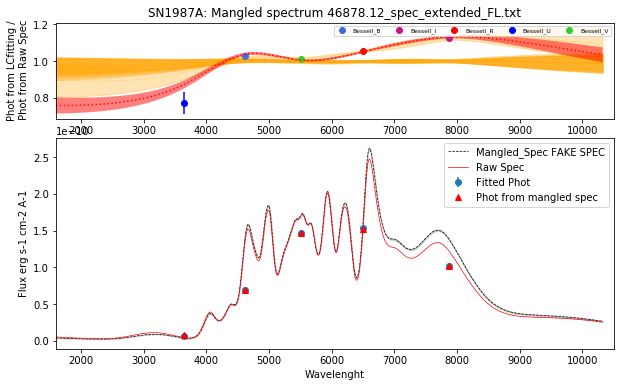 SN1987A: Mangled spectrum 46878.12_spec_extended_FL.txt
Phot from LCfitting /
Phot from Raw Spec
1.2
1.0
0.8
Bessell_B
Bessell_I
Bessell_R
Bessell_U
Bessell_V
2000 3000 4000 5000 6000 7000 8000 9000 10000
Flux erg s-1 cm-2 A-1
2.5
2.0
1.5
1.0
0.5
0.0
Mangled_Spec FAKE SPEC
Raw Spec
Fitted Phot
Phot from mangled spec
2000 3000 4000 5000 6000 7000 8000 9000 10000
Wavelenght